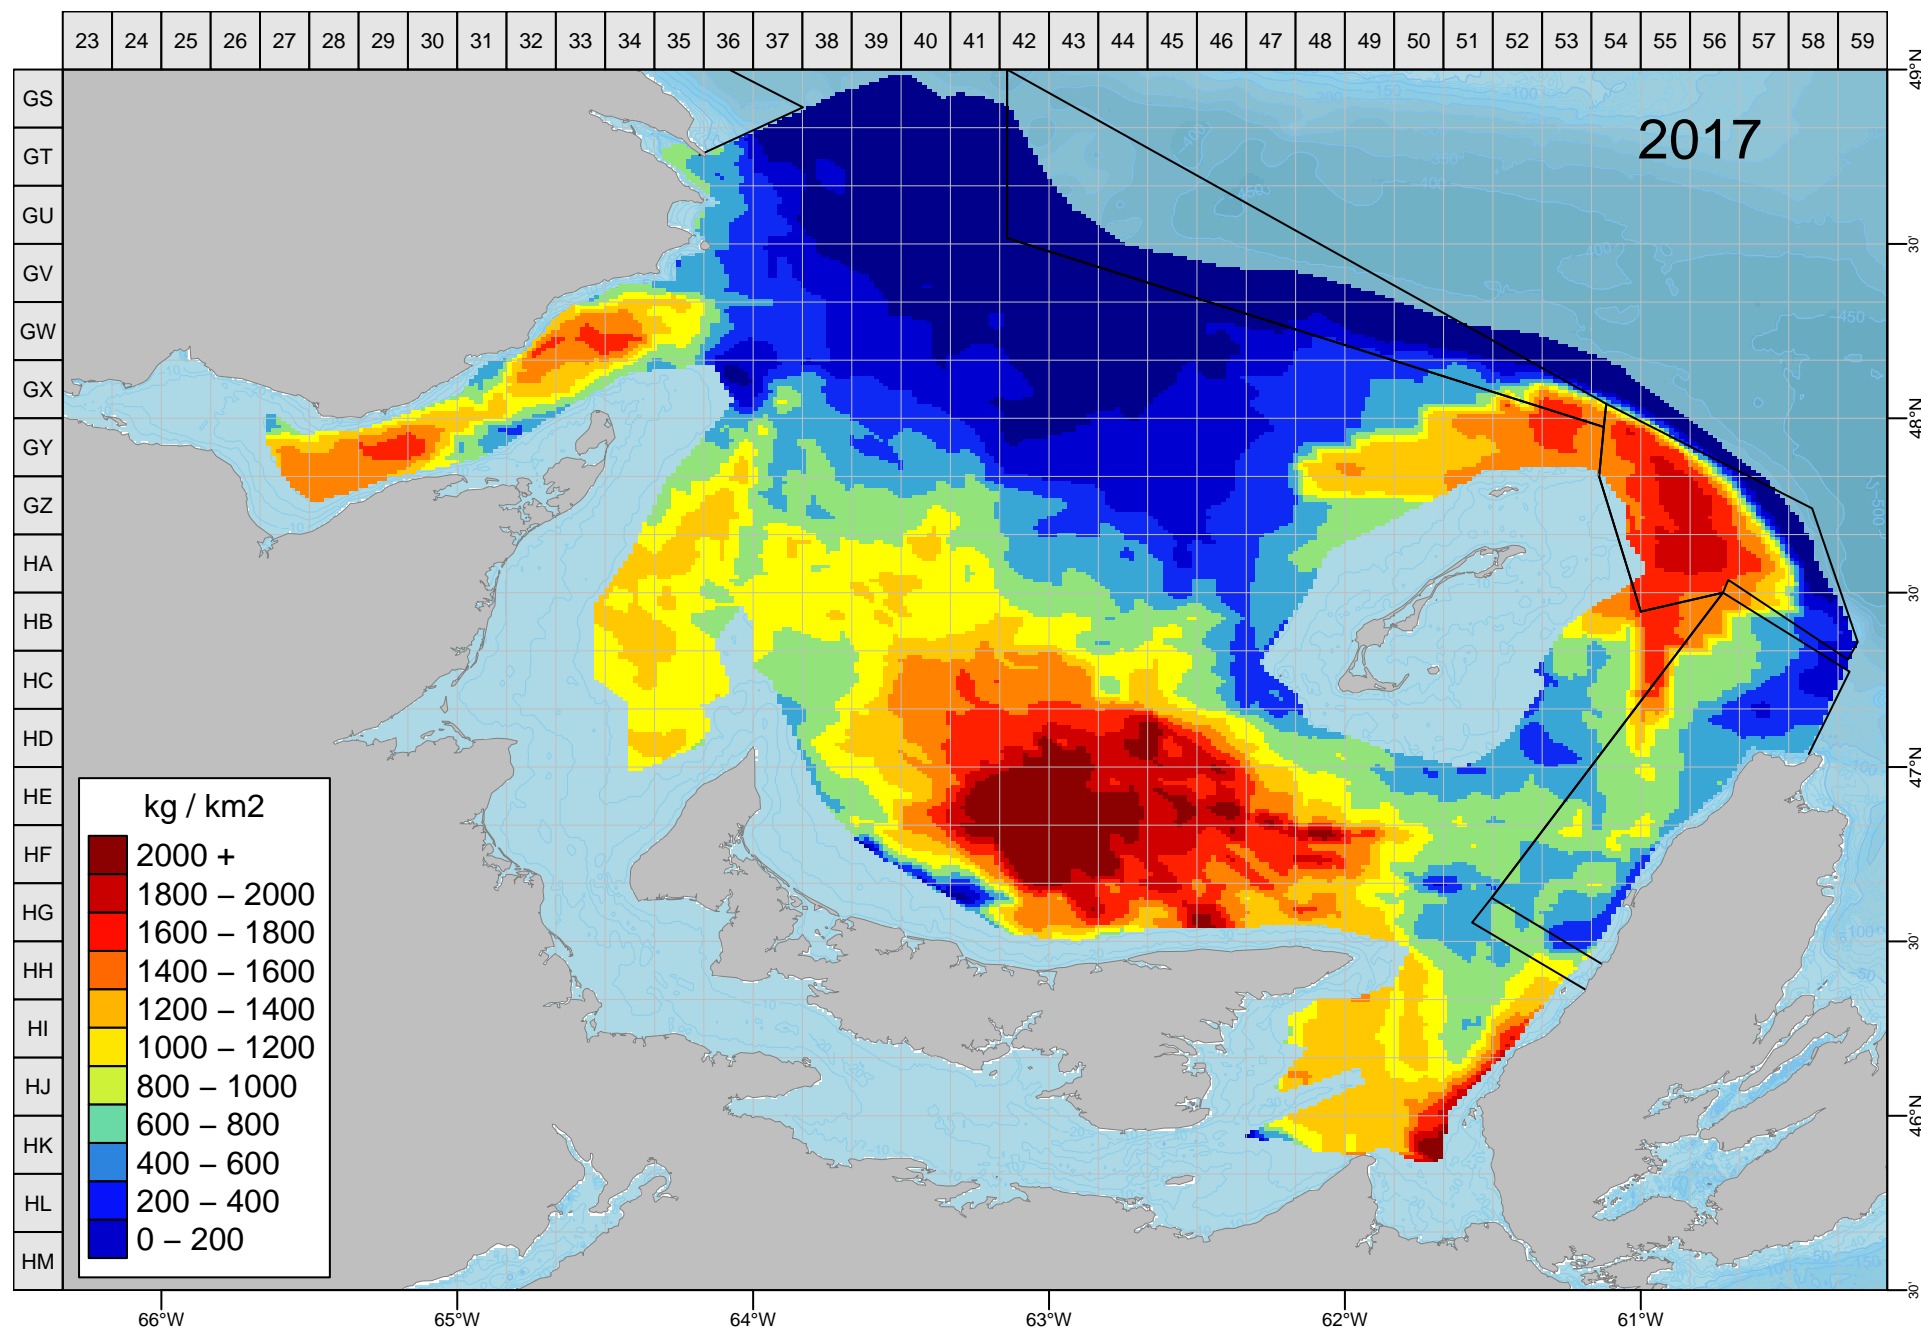 23 24 25 26 27 28 29 30 31 32 33 34 35 36 37 38 39 40 41 42 43 44 45 46 47 48 49 50 51 52 53 54 55 56 57 58 59
49°N
GS
GT
2017
GU
30'
GV
GW
GX
48°N
GY
GZ
HA
30'
HB
HC
HD
47°N
HE
HF
HG
30'
HH
HI
HJ
46°N
HK
HL
HM
30'
kg / km2
2000 +
1800 – 2000
1600 – 1800
1400 – 1600
1200 – 1400
1000 – 1200
800 – 1000
600 – 800
400 – 600
200 – 400
0 – 200
66°W 65°W 64°W 63°W 62°W 61°W